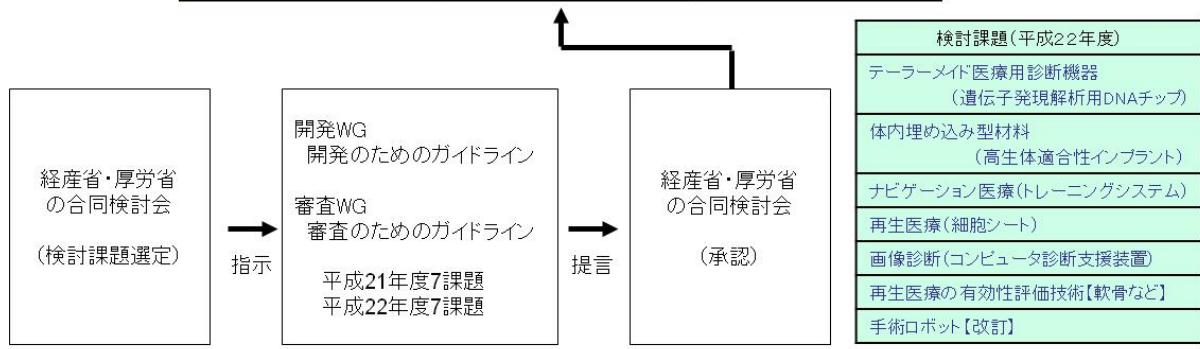 経産省・厚労省
の合同検討会
(検討課題選定)
指示
開発WG
開発のためのガイドライン
審査WG
審査のためのガイドライン
平成21年度7課題
平成22年度7課題
提言
経産省・厚労省
の合同検討会
(承認)
検討課題(平成22年度)
テーラーメイド医療用診断機器
(遺伝子発現解析用DNAチップ)
体内埋め込み型材料
(高生体適合性インプラント)
ナビゲーション医療(トレーニングシステム)
再生医療(細胞シート)
画像診断(コンピュータ診断支援装置)
再生医療の有効性評価技術【軟骨など】
手術ロボット【改訂】